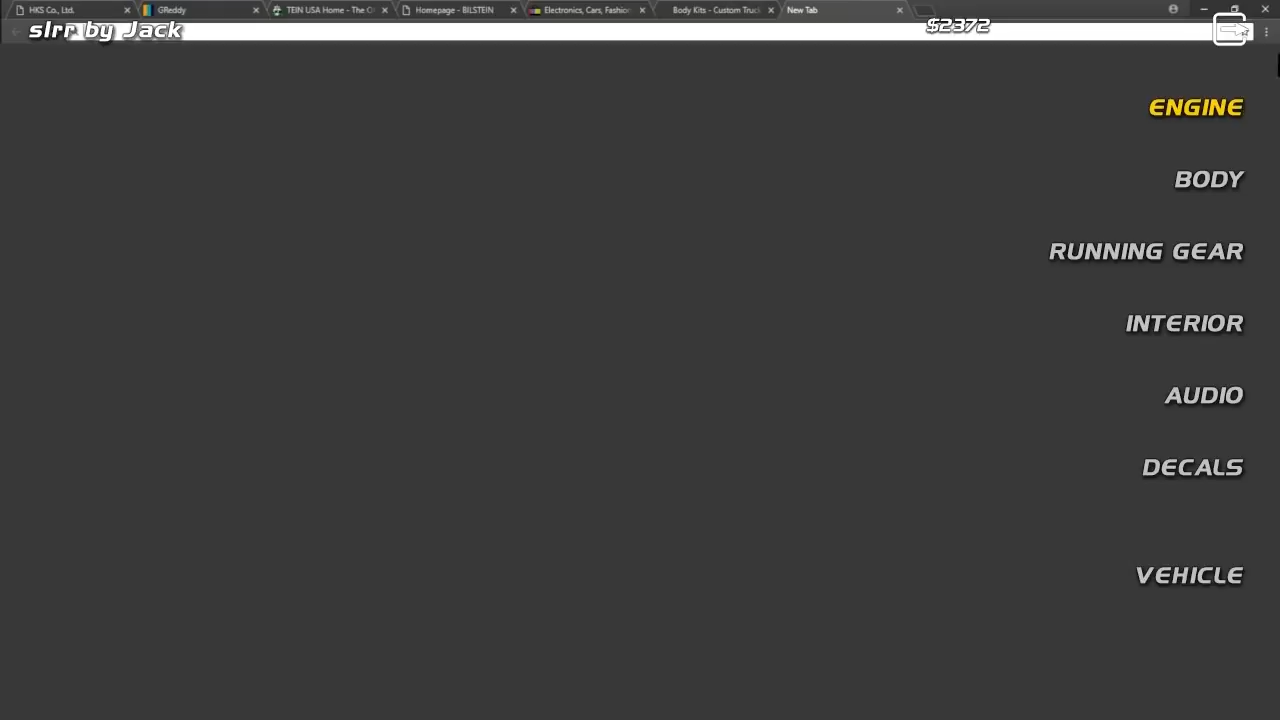 HKS Co., Ltd.
GReddy
TEIN USA Home - The O
Homepage - BILSTEIN
Electronics, Cars, Fashion
Body Kits - Custom Truck
New Tab
slrr by Jack
$2372
ENGINE
BODY
RUNNING GEAR
INTERIOR
AUDIO
DECALS
VEHICLE